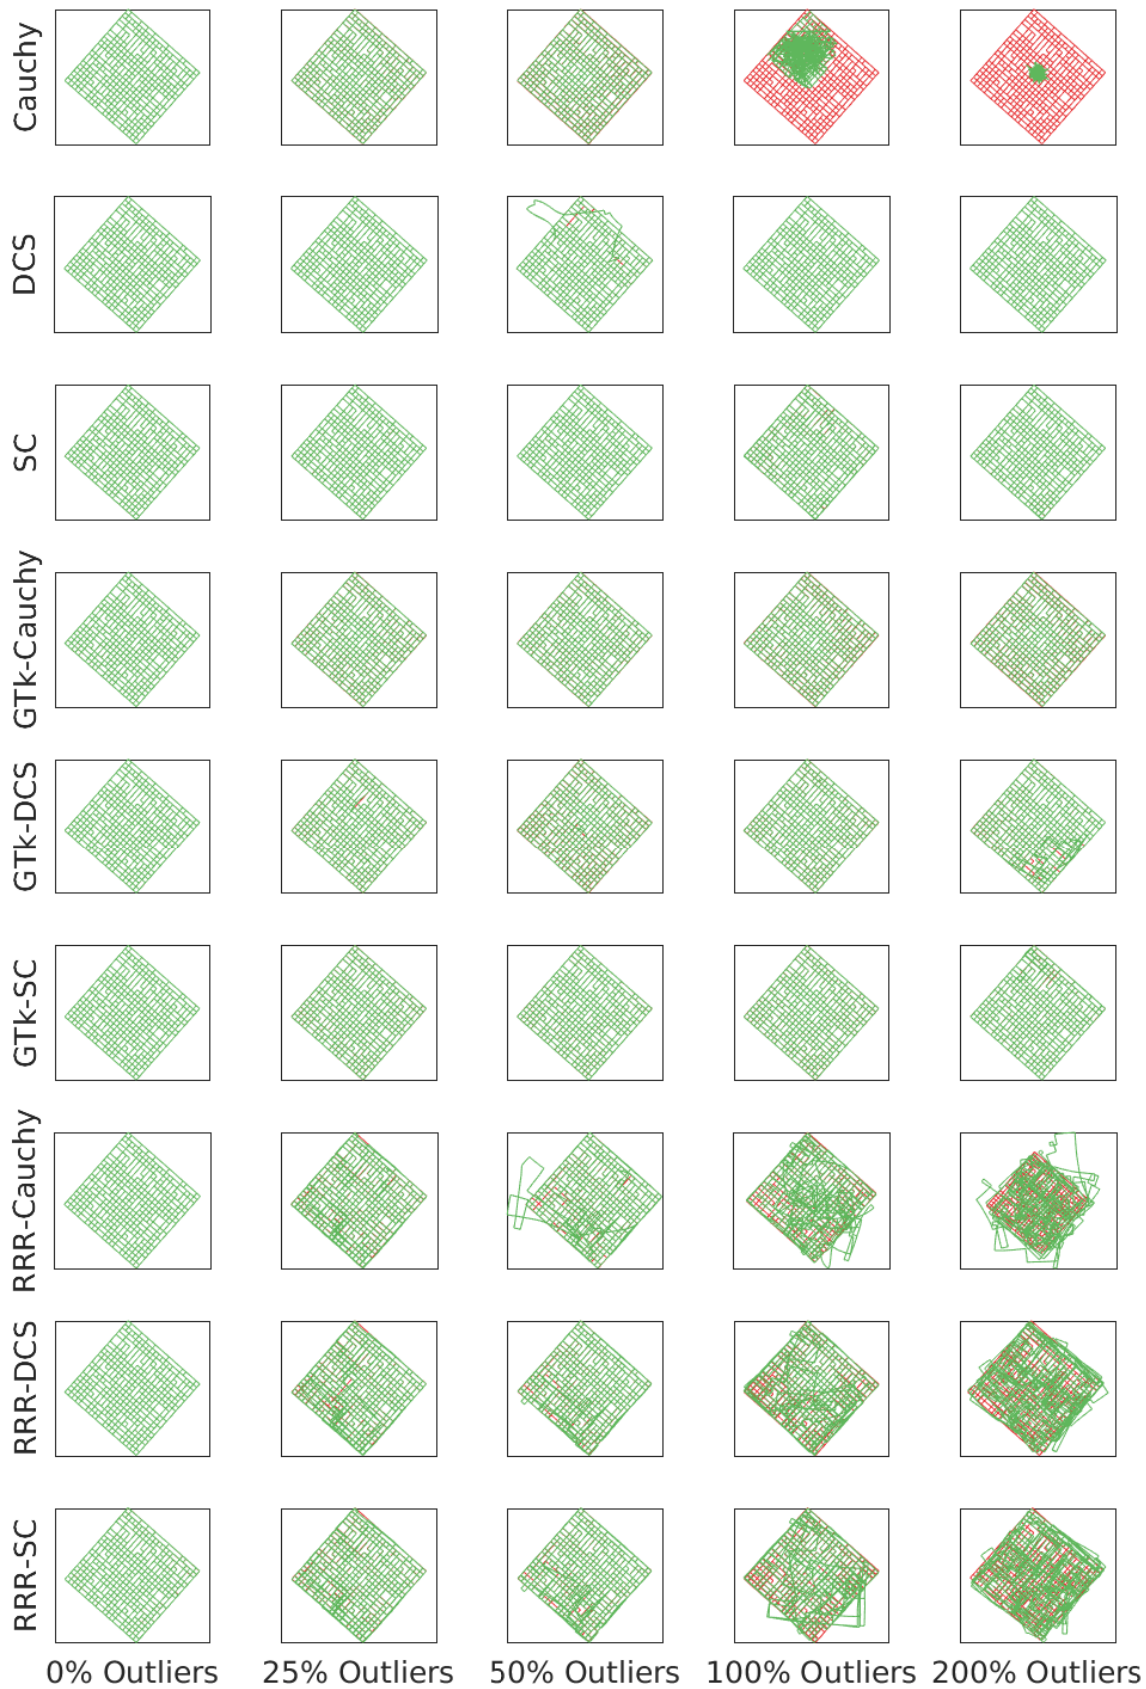 Cauchy
DCS
SC
GTk-Cauchy
GTk-DCS
GTk-SC
RRR-Cauchy
RRR-DCS
RRR-SC
0% Outliers
25% Outliers
50% Outliers
100% Outliers
200% Outliers